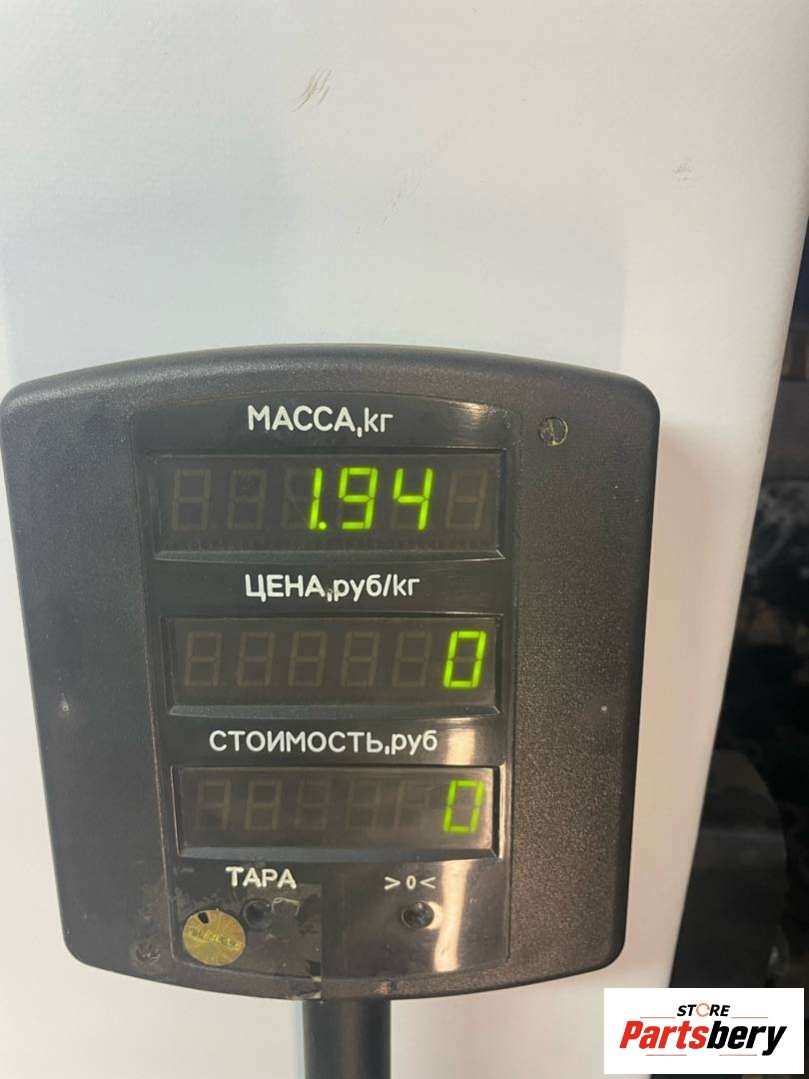 МАССА,кг
1.94
ЦЕНА,руб/кг
0
СТОИМОСТЬ,руб
0
ТАРА >0<
STORE
Partsbery